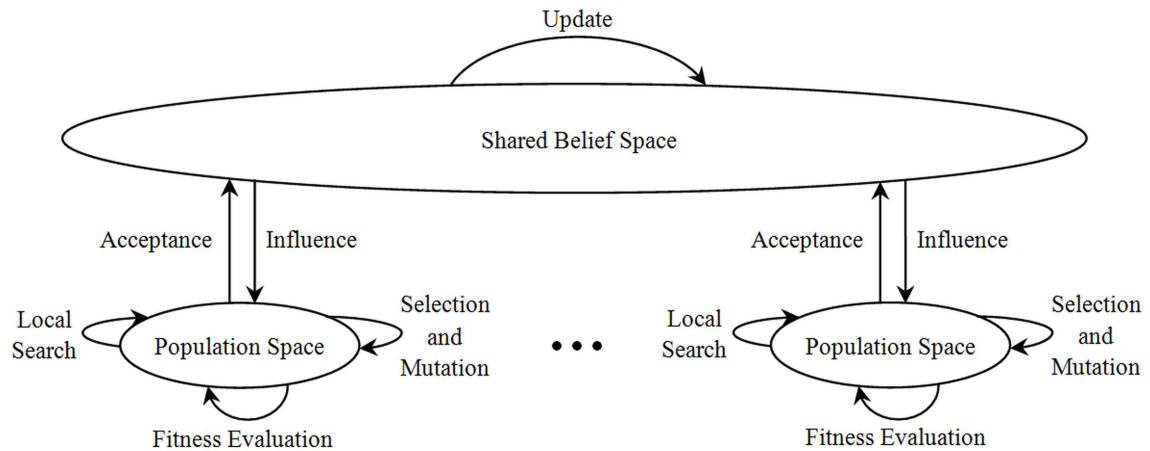 Update
Shared Belief Space
Acceptance
Influence
Acceptance
Influence
Local
Search
Population Space
Selection
and
Mutation
Fitness Evaluation
Local
Search
Population Space
Selection
and
Mutation
Fitness Evaluation